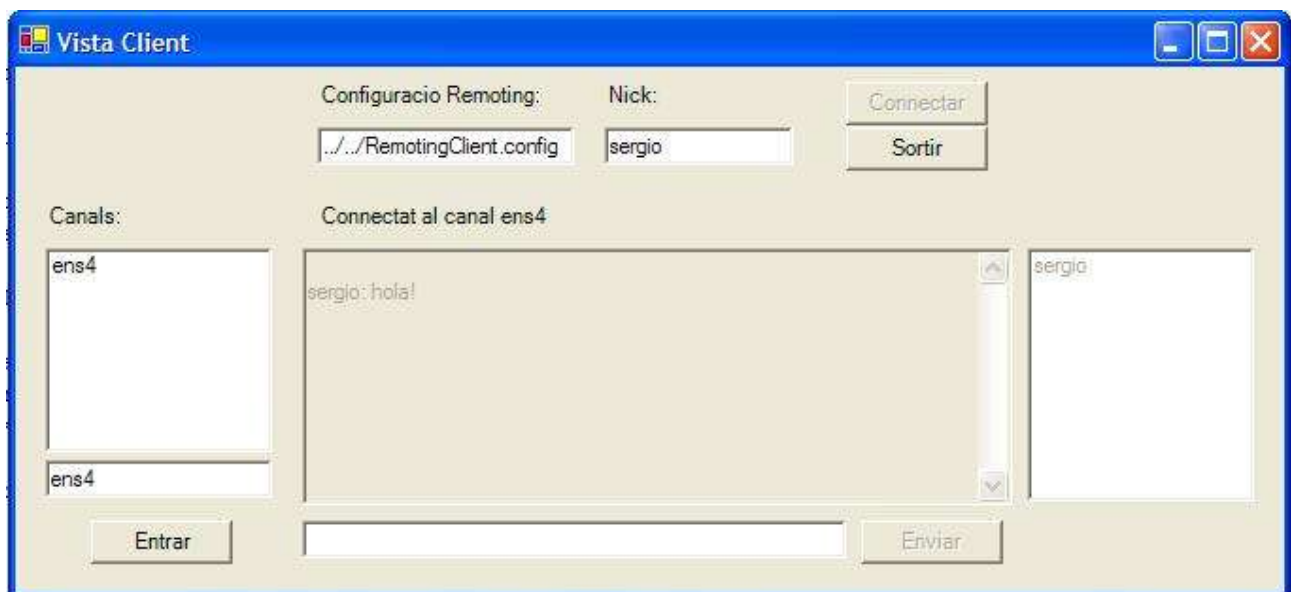 Vista Client
Configuracio Remoting:
Nick:
Connectar
../../RemotingClient.config
sergio
Sortir
Canals:
Connectat al canal ens4
ens4
sergio: hola!
sergio
ens4
Entrar
Enviar